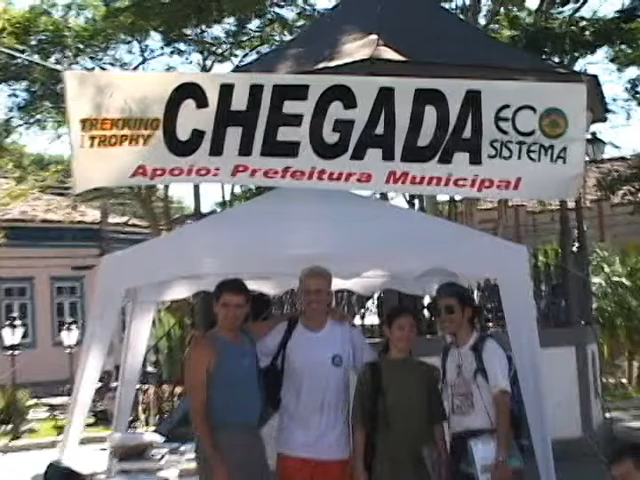 TREKKING
TROPHY
CHEGADA
ECO
SISTEMA
Apoio: Prefeitura Municipal